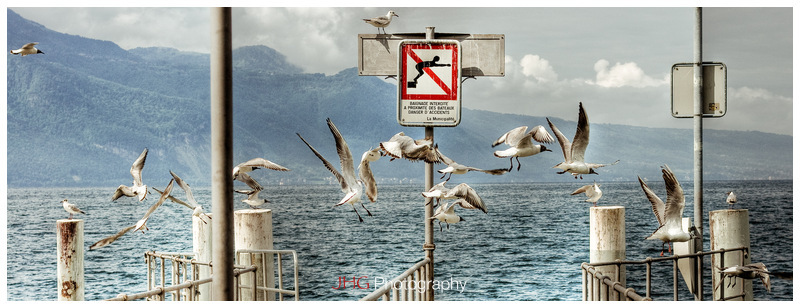 BAIGNADE INTERDITE
A PROXIMITE DES BATEAUX
DANGER D'ACCIDENTS
La Municipalité
JHG Photography